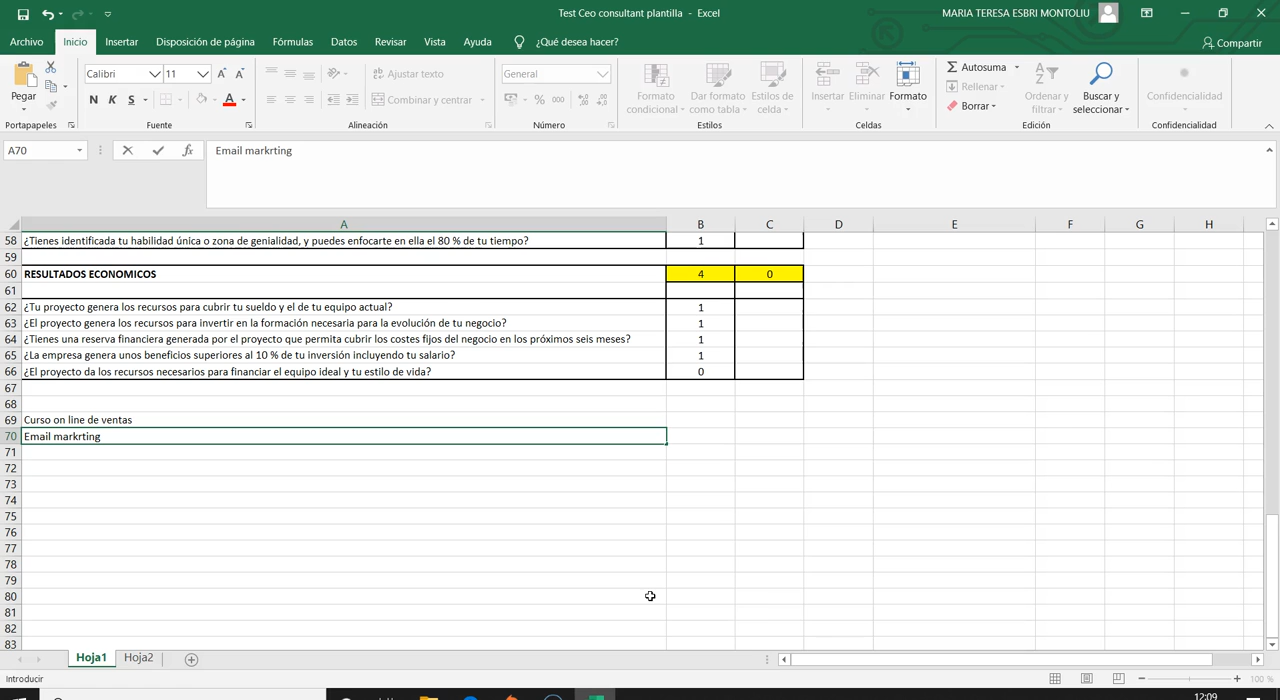 Test Ceo consultant plantilla - Excel
MARIA TERESA ESBRI MONTOLIU
Archivo Inicio Insertar Disposición de página Fórmulas Datos Revisar Vista Ayuda ¿Qué desea hacer? Compartir
Pegar
Calibri 11
N K S
Ajustar texto
Combinar y centrar
General
% 000
Formato condicional
Dar formato como tabla
Estilos de celda
Insertar Eliminar Formato
Autosuma
Rellenar
Borrar
Ordenar y filtrar
Buscar y seleccionar
Confidencialidad
Portapapeles Fuente Alineación Número Estilos Celdas Edición Confidencialidad
A70 fx Email markrting
A B C D E F G H
58 ¿Tienes identificada tu habilidad única o zona de genialidad, y puedes enfocarte en ella el 80 % de tu tiempo? 1
59
60 RESULTADOS ECONOMICOS 4 0
61
62 ¿Tu proyecto genera los recursos para cubrir tu sueldo y el de tu equipo actual? 1
63 ¿El proyecto genera los recursos para invertir en la formación necesaria para la evolución de tu negocio? 1
64 ¿Tienes una reserva financiera generada por el proyecto que permita cubrir los costes fijos del negocio en los próximos seis meses? 1
65 ¿La empresa genera unos beneficios superiores al 10 % de tu inversión incluyendo tu salario? 1
66 ¿El proyecto da los recursos necesarios para financiar el equipo ideal y tu estilo de vida? 0
67
68
69 Curso on line de ventas
70 Email markrting
71
72
73
74
75
76
77
78
79
80
81
82
83
Hoja1 Hoja2
Introducir
100 %
12:09